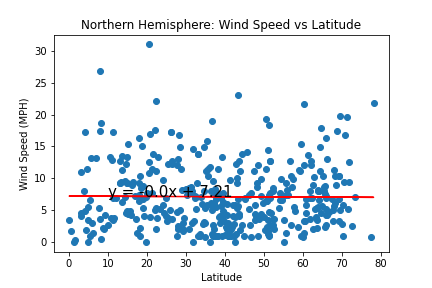 Northern Hemisphere: Wind Speed vs Latitude
Wind Speed (MPH)
30
25
20
15
10
5
0
y = -0.0x + 7.21
0 10 20 30 40 50 60 70 80
Latitude